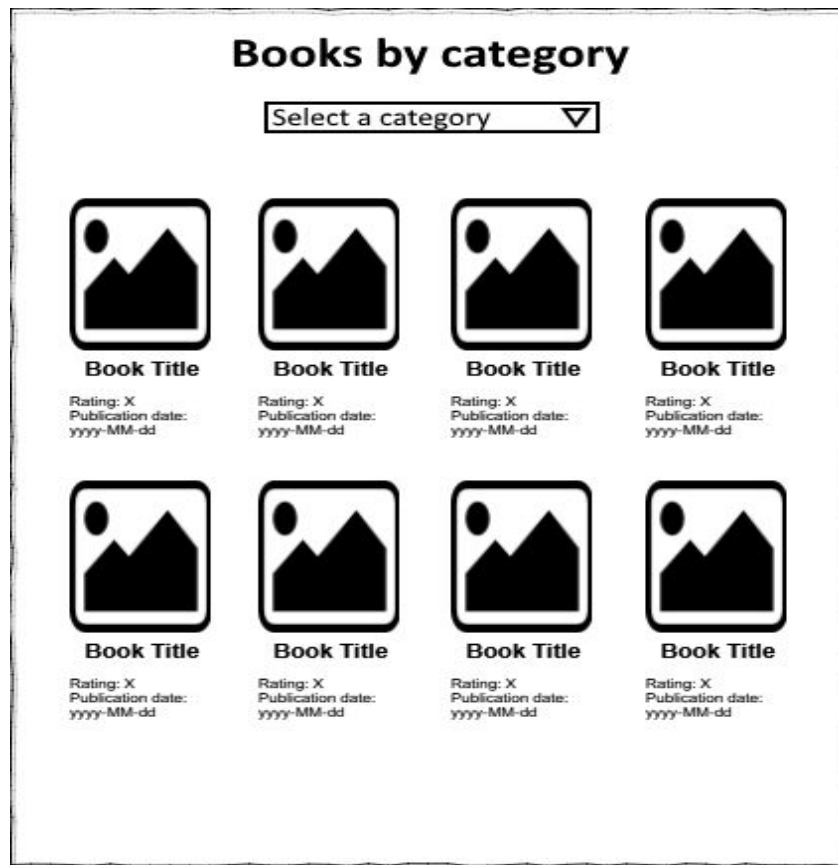 Books by category
Select a category
Book Title
Book Title
Book Title
Book Title
Rating: X
Publication date:
yyyy-MM-dd
Rating: X
Publication date:
yyyy-MM-dd
Rating: X
Publication date:
yyyy-MM-dd
Rating: X
Publication date:
yyyy-MM-dd
Book Title
Book Title
Book Title
Book Title
Rating: X
Publication date:
yyyy-MM-dd
Rating: X
Publication date:
yyyy-MM-dd
Rating: X
Publication date:
yyyy-MM-dd
Rating: X
Publication date:
yyyy-MM-dd